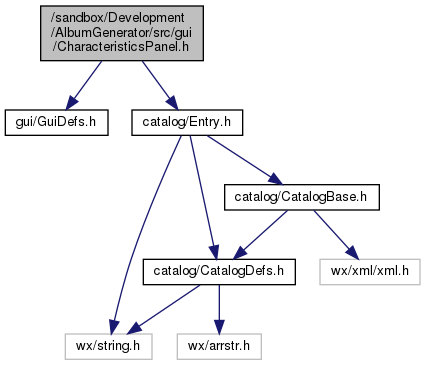 /sandbox/Development
/AlbumGenerator/src/gui
/CharacteristicsPanel.h
gui/GuiDefs.h
catalog/Entry.h
catalog/CatalogBase.h
catalog/CatalogDefs.h
wx/xml/xml.h
wx/string.h
wx/arrstr.h